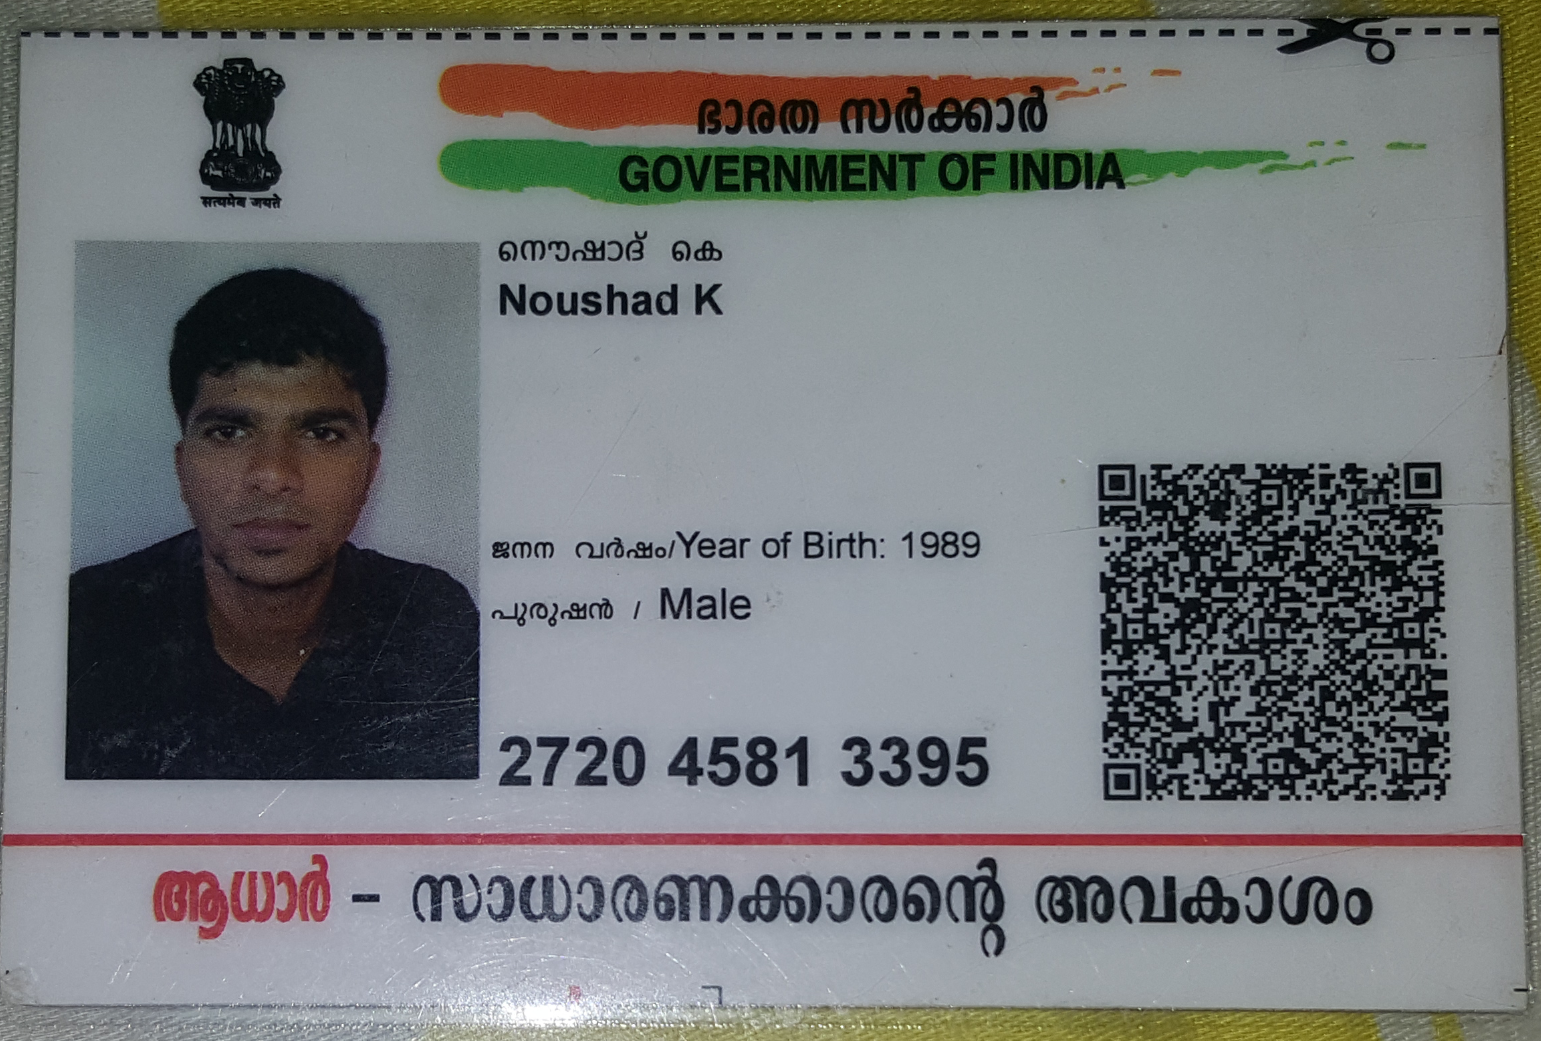 ഭാരത സർക്കാർ
GOVERNMENT OF INDIA
सत्यमेव जयते
നൌഷാദ് കെ
Noushad K
ജനന വർഷം/Year of Birth: 1989
പുരുഷൻ / Male
2720 4581 3395
ആധാർ - സാധാരണക്കാരന്റെ അവകാശം